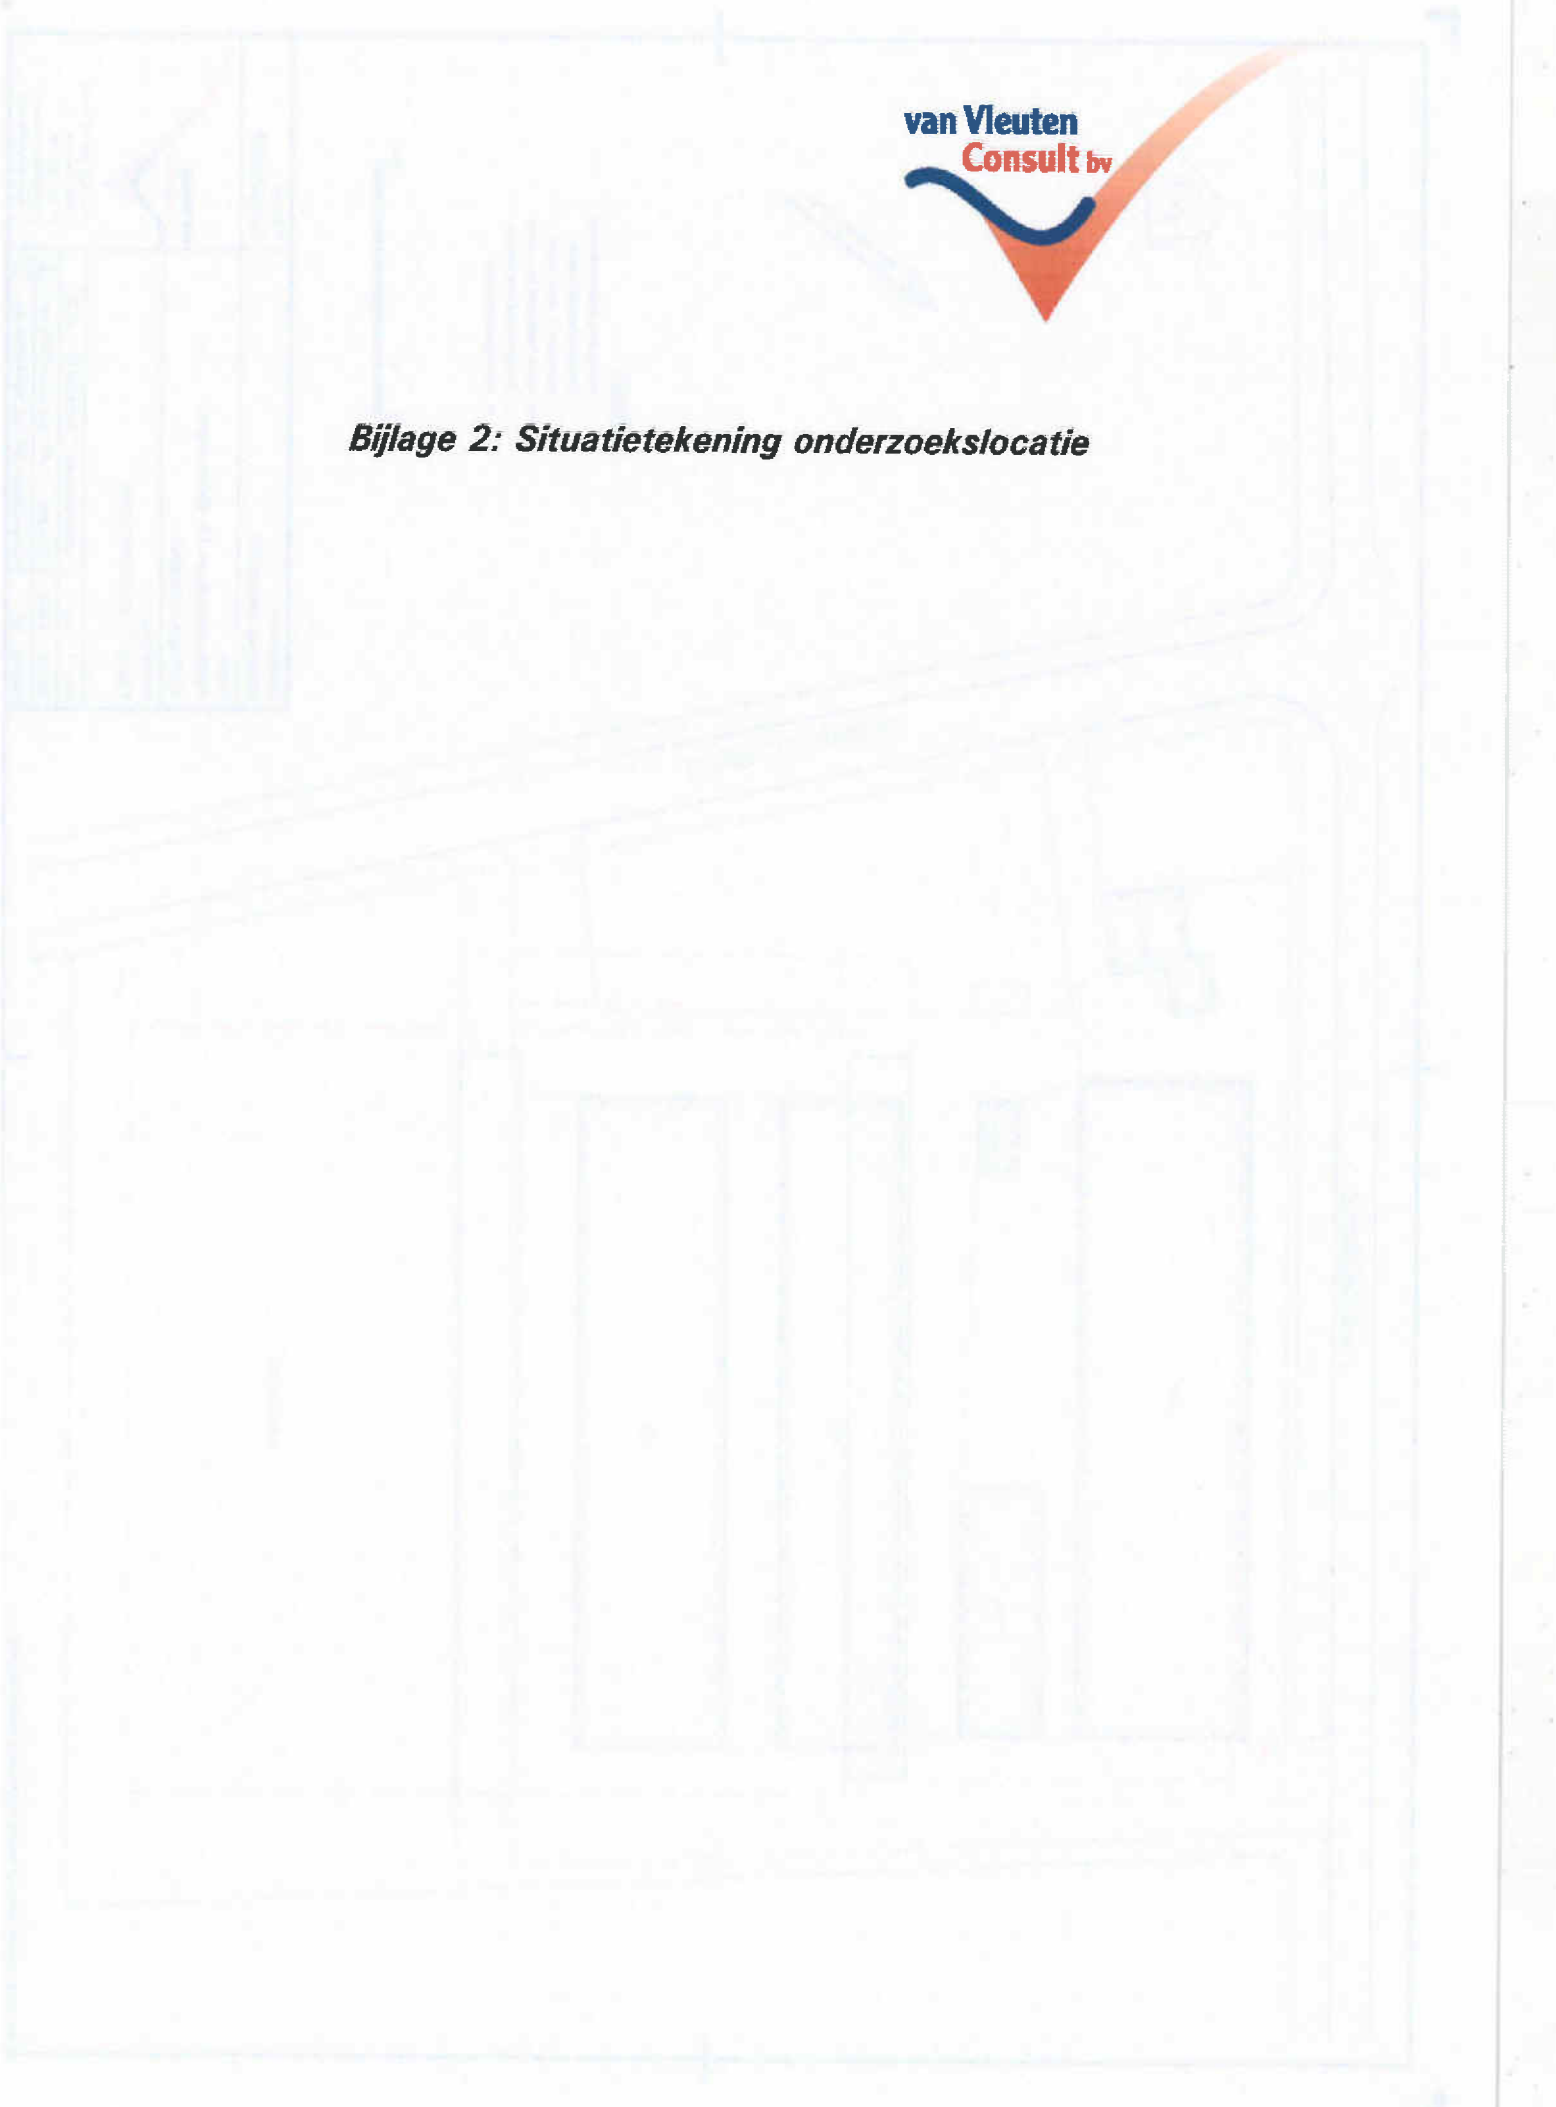 van Vleuten
Consult bv
Bijlage 2: Situatietekening onderzoekslocatie